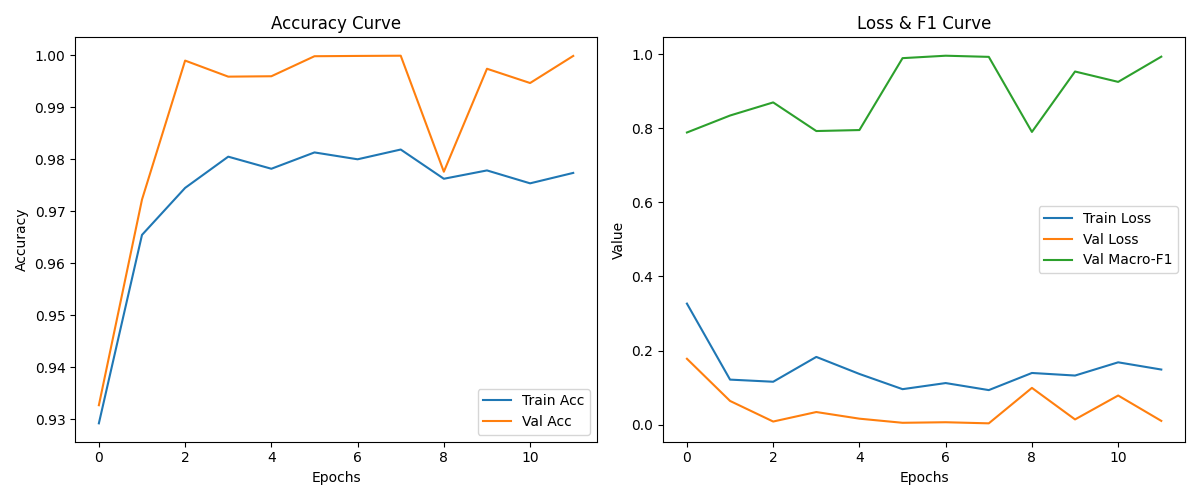 Accuracy Curve
1.00
0.99
0.98
0.97
0.96
0.95
0.94
0.93
Accuracy
0 2 4 6 8 10
Epochs
Train Acc
Val Acc
Loss & F1 Curve
1.0
0.8
0.6
0.4
0.2
0.0
Value
0 2 4 6 8 10
Epochs
Train Loss
Val Loss
Val Macro-F1